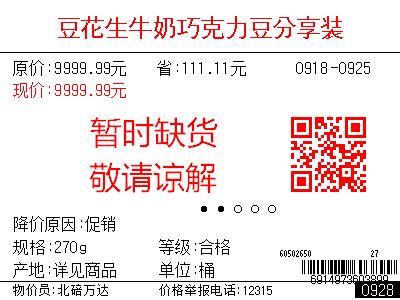 豆花生牛奶巧克力豆分享装
原价:9999.99元 省:111.11元 0918-0925
现价:9999.99元
暂时缺货
敬请谅解
降价原因:促销
规格:270g 等级:合格 60502650 27
产地:详见商品 单位:桶
6914973603899
物价员:北碚万达 价格举报电话:12315 0928